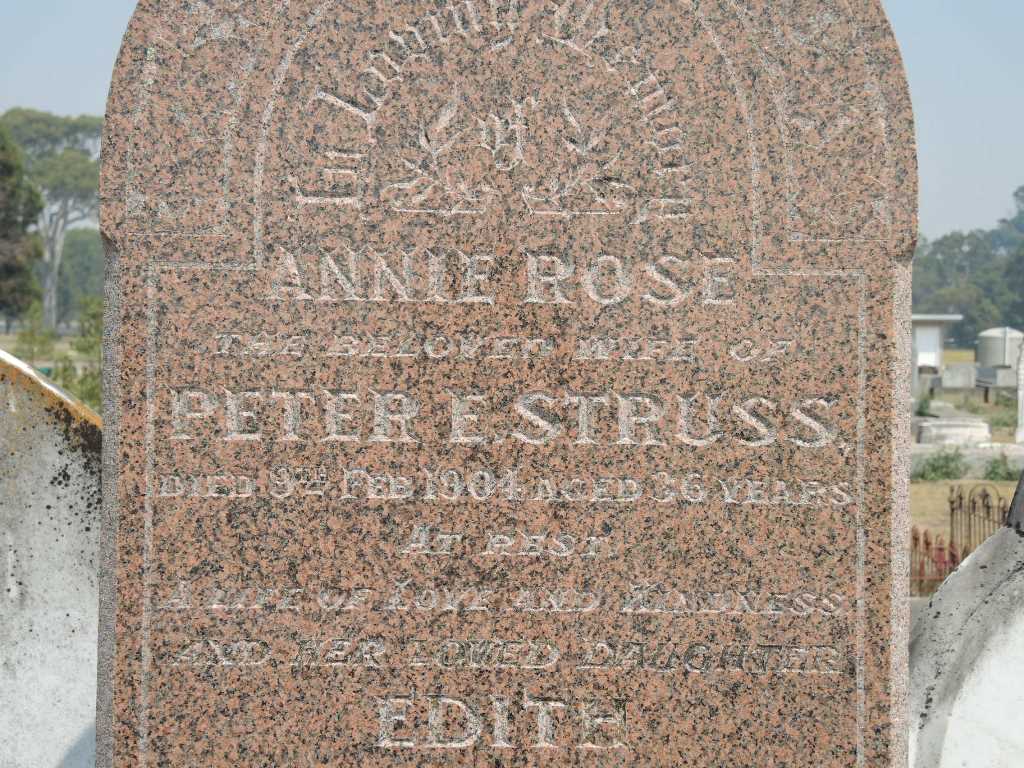 In Loving Memory
of
ANNIE ROSE
THE BELOVED WIFE OF
PETER E. STRUSS,
DIED 9TH FEB 1904 AGED 36 YEARS
AT REST.
A LIFE OF LOVE AND KINDNESS
AND HER LOVED DAUGHTER
EDITH